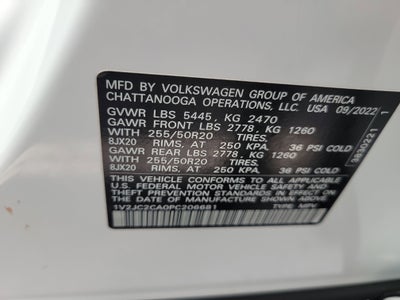 MFD BY VOLKSWAGEN GROUP OF AMERICA
CHATTANOOGA OPERATIONS, LLC. USA 09/2022
GVWR LBS 5445, KG 2470
GAWR FRONT LBS 2778, KG 1260
WITH 255/50R20 TIRES.
8JX20 RIMS, AT 250 KPA. 36 PSI COLD
GAWR REAR LBS 2778, KG 1260
WITH 255/50R20 TIRES.
8JX20 RIMS, AT 250 KPA. 36 PSI COLD
THIS VEHICLE CONFORMS TO ALL APPLICABLE
U.S. FEDERAL MOTOR VEHICLE SAFETY AND
THEFT PREVENTION STANDARDS IN EFFECT ON
THE DATE OF MANUFACTURE SHOWN ABOVE.
1V2JC2CA0PC206681 TYPE: MPV
1